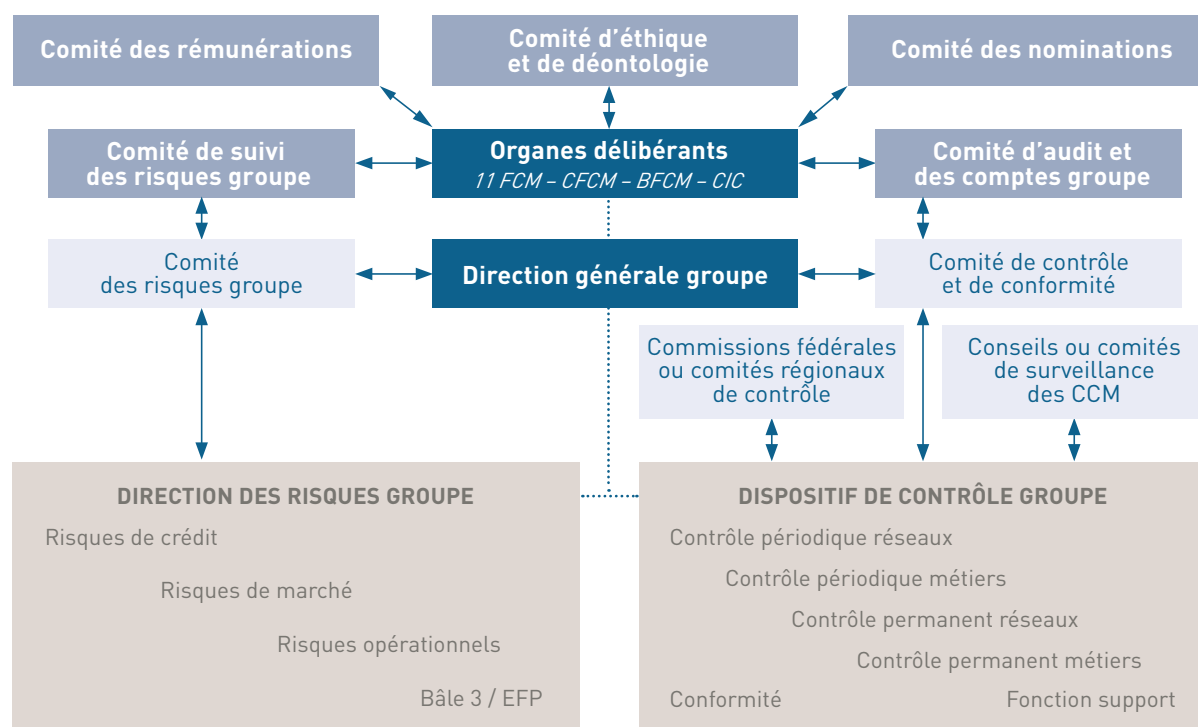 Comité des rémunérations
Comité d’éthique
et de déontologie
Comité des nominations
Comité de suivi
des risques groupe
Organes délibérants
11 FCM – CFCM – BFCM – CIC
Comité d’audit et
des comptes groupe
Comité
des risques groupe
Direction générale groupe
Comité de contrôle
et de conformité
Commissions fédérales
ou comités régionaux
de contrôle
Conseils ou comités
de surveillance
des CCM
DIRECTION DES RISQUES GROUPE
Risques de crédit
Risques de marché
Risques opérationnels
Bâle 3 / EFP
DISPOSITIF DE CONTRÔLE GROUPE
Contrôle périodique réseaux
Contrôle périodique métiers
Contrôle permanent réseaux
Contrôle permanent métiers
Conformité
Fonction support